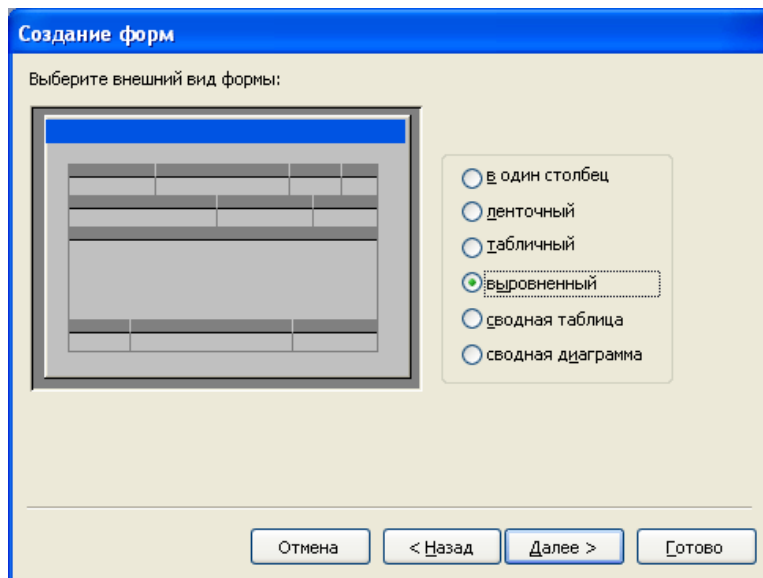 Создание форм
Выберите внешний вид формы:
в один столбец
ленточный
табличный
выровненный
сводная таблица
сводная диаграмма
Отмена
< Назад
Далее >
Готово